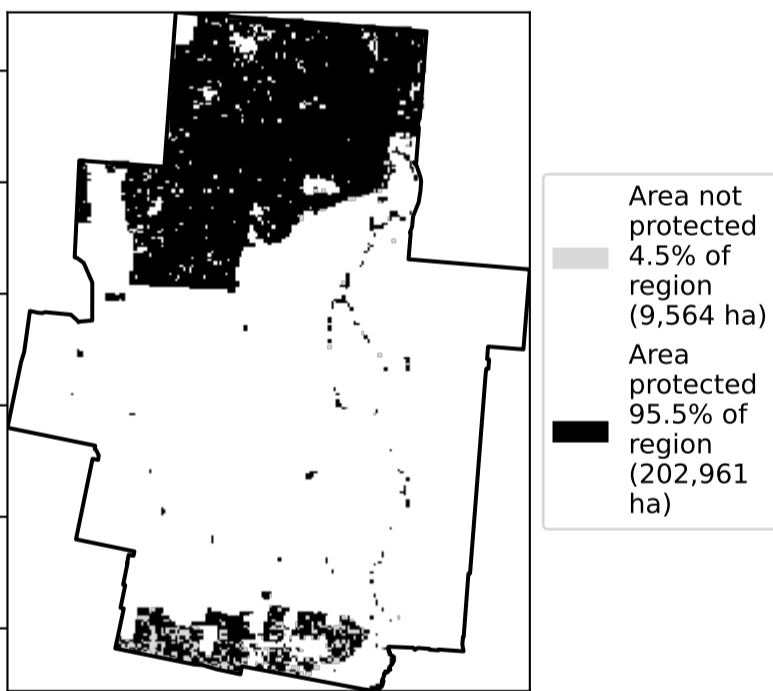 Area not
protected
4.5% of
region
(9,564 ha)
Area
protected
95.5% of
region
(202,961
ha)